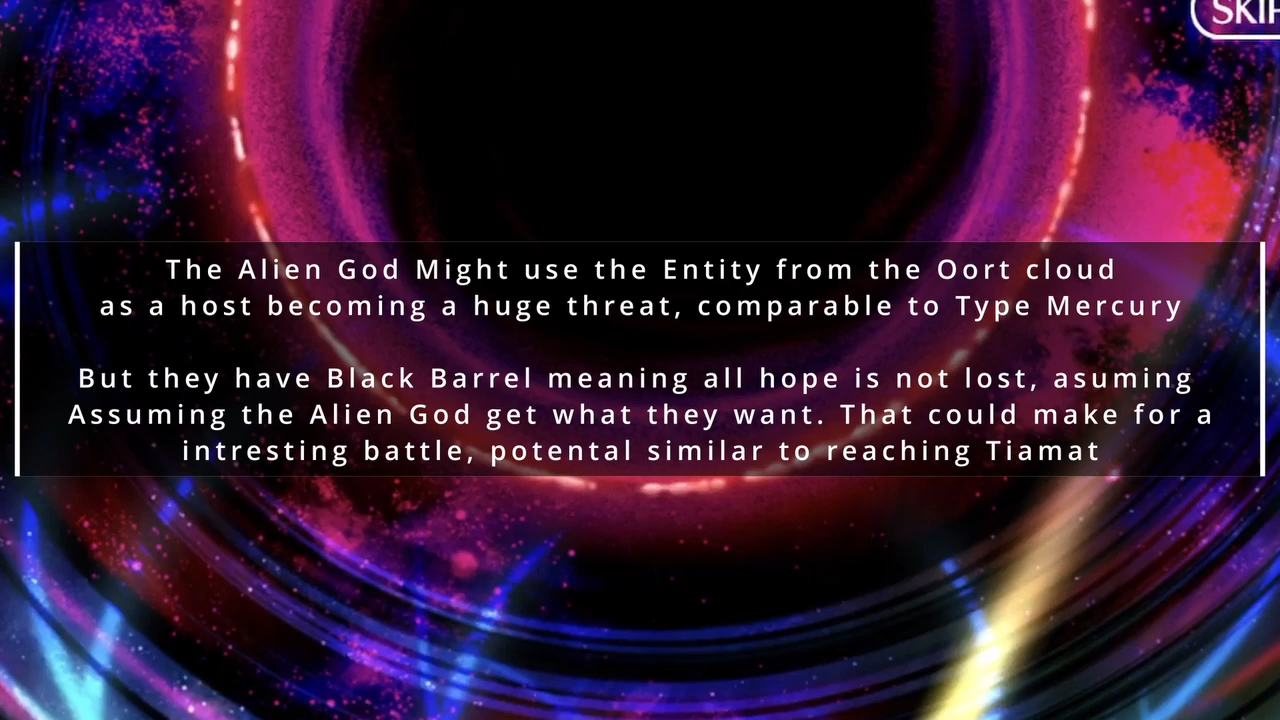 SKIP
The Alien God Might use the Entity from the Oort cloud
as a host becoming a huge threat, comparable to Type Mercury
But they have Black Barrel meaning all hope is not lost, asuming
Assuming the Alien God get what they want. That could make for a
intresting battle, potental similar to reaching Tiamat